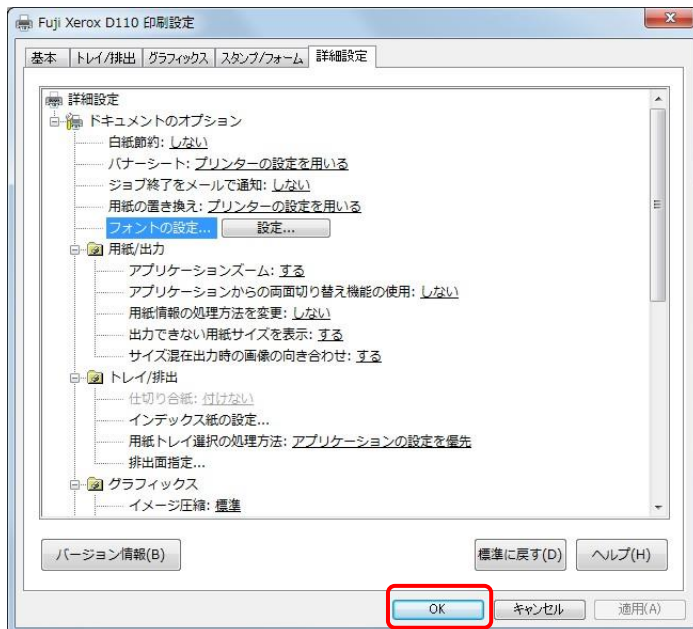 Fuji Xerox D110 印刷設定
基本 トレイ/排出 グラフィックス スタンプ/フォーム 詳細設定
詳細設定
ドキュメントのオプション
白紙節約: しない
バナーシート: プリンターの設定を用いる
ジョブ終了をメールで通知: しない
用紙の置き換え: プリンターの設定を用いる
フォントの設定... 設定...
用紙/出力
アプリケーションズーム: する
アプリケーションからの両面切り替え機能の使用: しない
用紙情報の処理方法を変更: しない
出力できない用紙サイズを表示: する
サイズ混在出力時の画像の向き合わせ: する
トレイ/排出
仕切り合紙: 付けない
インデックス紙の設定...
用紙トレイ選択の処理方法: アプリケーションの設定を優先
排出面指定...
グラフィックス
イメージ圧縮: 標準
バージョン情報(B) 標準に戻す(D) ヘルプ(H)
OK キャンセル 適用(A)